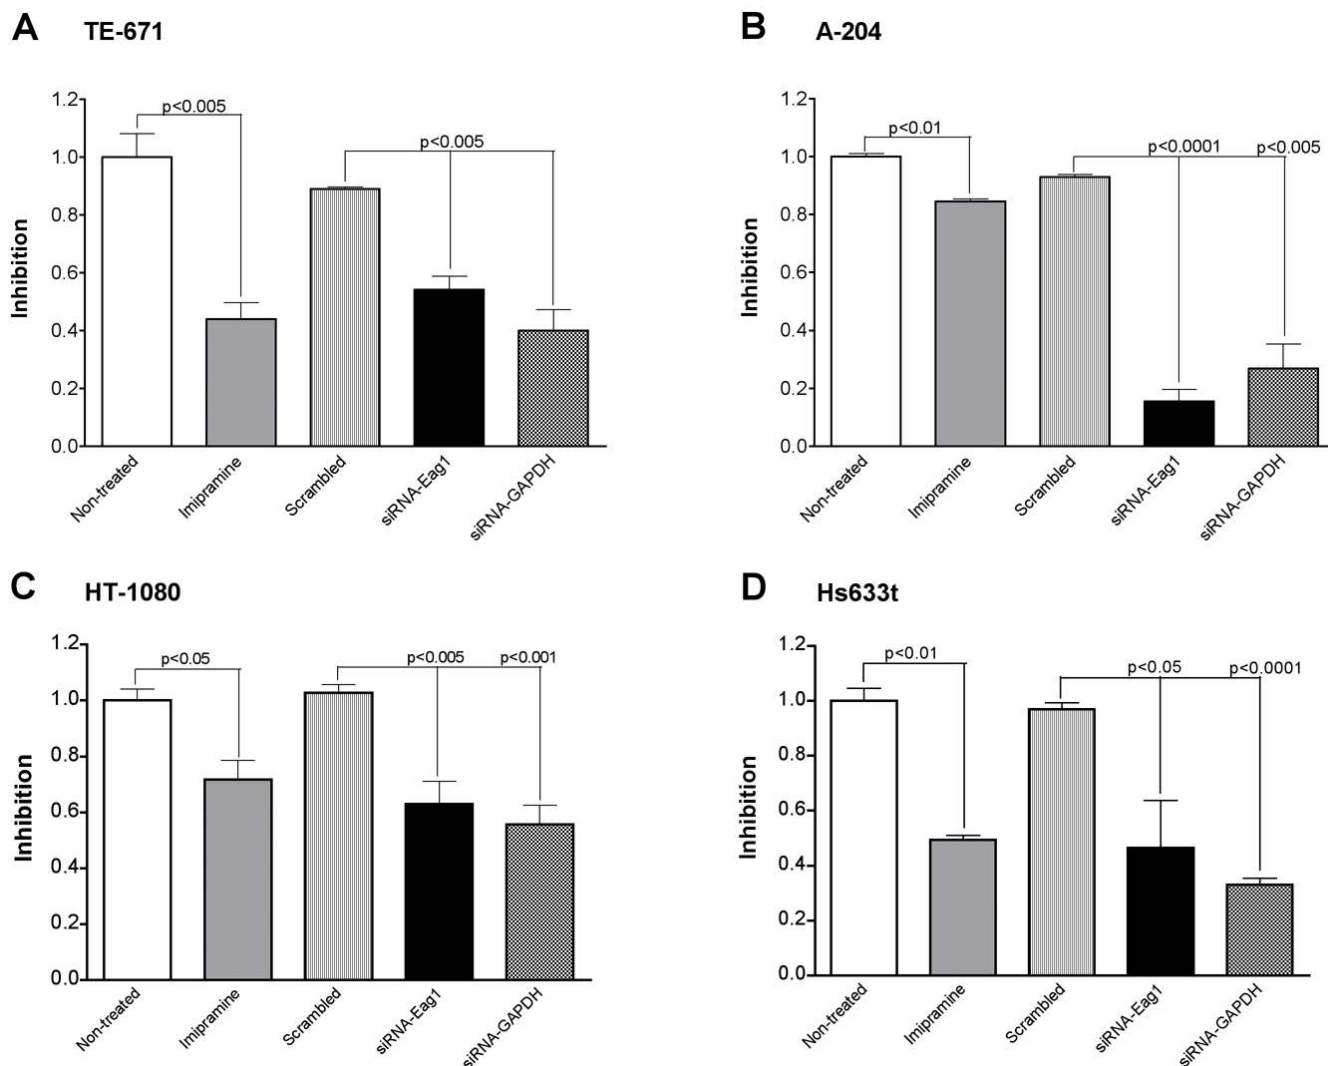 A TE-671
1.2
1.0
0.8
0.6
0.4
0.2
0.0
Inhibition
p<0.005
p<0.005
Non-treated
Imipramine
Scrambled
siRNA-Eag1
siRNA-GAPDH
B A-204
1.2
1.0
0.8
0.6
0.4
0.2
0.0
Inhibition
p<0.01
p<0.0001
p<0.005
Non-treated
Imipramine
Scrambled
siRNA-Eag1
siRNA-GAPDH
C HT-1080
1.2
1.0
0.8
0.6
0.4
0.2
0.0
Inhibition
p<0.05
p<0.005
p<0.001
Non-treated
Imipramine
Scrambled
siRNA-Eag1
siRNA-GAPDH
D Hs633t
1.2
1.0
0.8
0.6
0.4
0.2
0.0
Inhibition
p<0.01
p<0.05
p<0.0001
Non-treated
Imipramine
Scrambled
siRNA-Eag1
siRNA-GAPDH